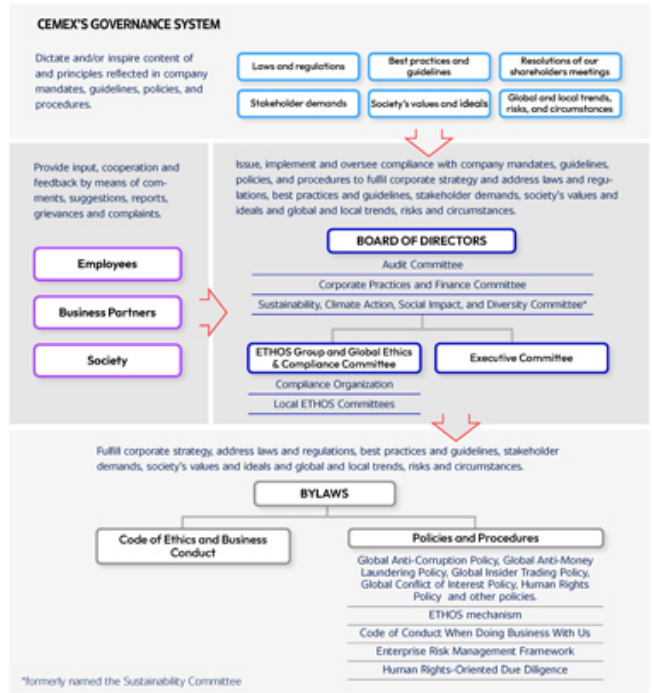 CEMEX'S GOVERNANCE SYSTEM
Dictate and/or inspire content of
and principles reflected in company
mandates, guidelines, policies, and
procedures.
Laws and regulations
Best practices and
guidelines
Resolutions of our
shareholders meetings
Stakeholder demands
Society's values and ideals
Global and local trends,
risks, and circumstances
Provide input, cooperation and
feedback by means of com-
ments, suggestions, reports,
grievances and complaints.
Employees
Business Partners
Society
Issue, implement and oversee compliance with company mandates, guidelines,
policies, and procedures to fulfil corporate strategy and address laws and regu-
lations, best practices and guidelines, stakeholder demands, society's values and
ideals and global and local trends, risks and circumstances.
BOARD OF DIRECTORS
Audit Committee
Corporate Practices and Finance Committee
Sustainability, Climate Action, Social Impact, and Diversity Committee*
ETHOS Group and Global Ethics
& Compliance Committee
Compliance Organization
Local ETHOS Committees
Executive Committee
Fulfill corporate strategy, address laws and regulations, best practices and guidelines, stakeholder
demands, society's values and ideals and global and local trends, risks and circumstances.
BYLAWS
Code of Ethics and Business
Conduct
Policies and Procedures
Global Anti-Corruption Policy, Global Anti-Money
Laundering Policy, Global Insider Trading Policy,
Global Conflict of Interest Policy, Human Rights
Policy and other policies.
ETHOS mechanism
Code of Conduct When Doing Business With Us
Enterprise Risk Management Framework
Human Rights-Oriented Due Diligence
*formerly named the Sustainability Committee